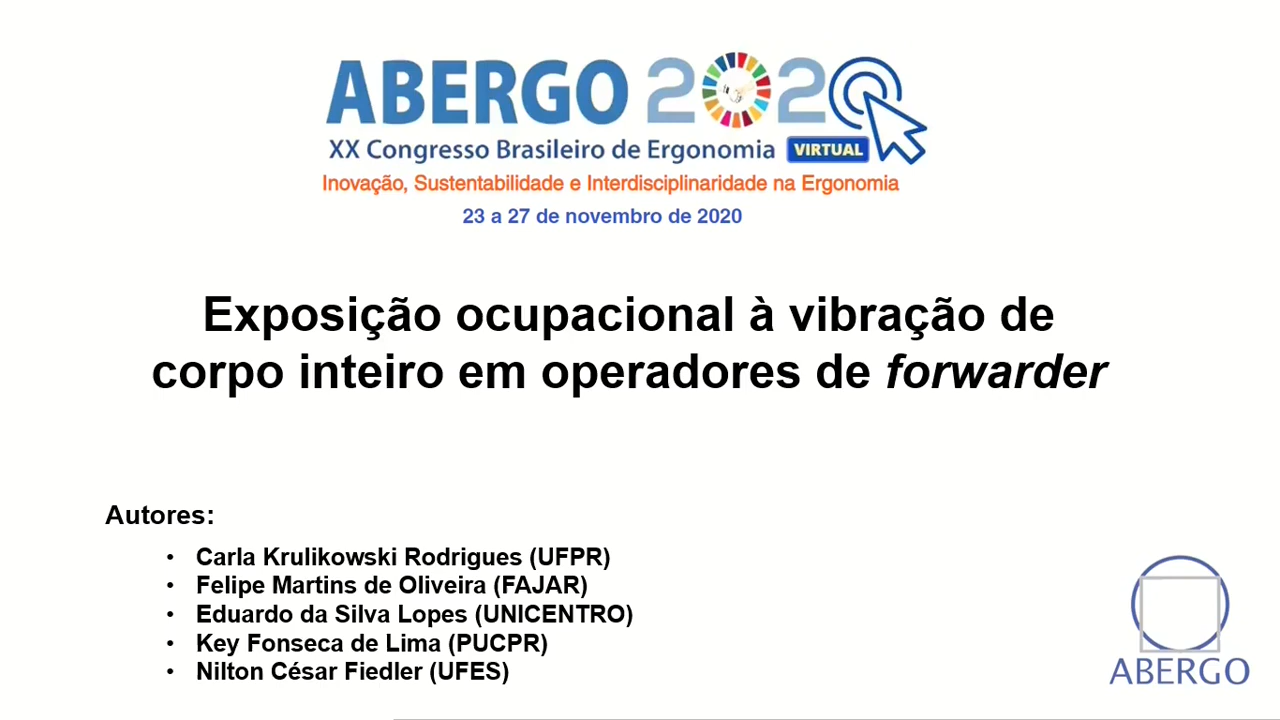 ABERGO 2020
XX Congresso Brasileiro de Ergonomia VIRTUAL
Inovação, Sustentabilidade e Interdisciplinaridade na Ergonomia
23 a 27 de novembro de 2020
Exposição ocupacional à vibração de
corpo inteiro em operadores de forwarder
Autores:
• Carla Krulikowski Rodrigues (UFPR)
• Felipe Martins de Oliveira (FAJAR)
• Eduardo da Silva Lopes (UNICENTRO)
• Key Fonseca de Lima (PUCPR)
• Nilton César Fiedler (UFES)
ABERGO